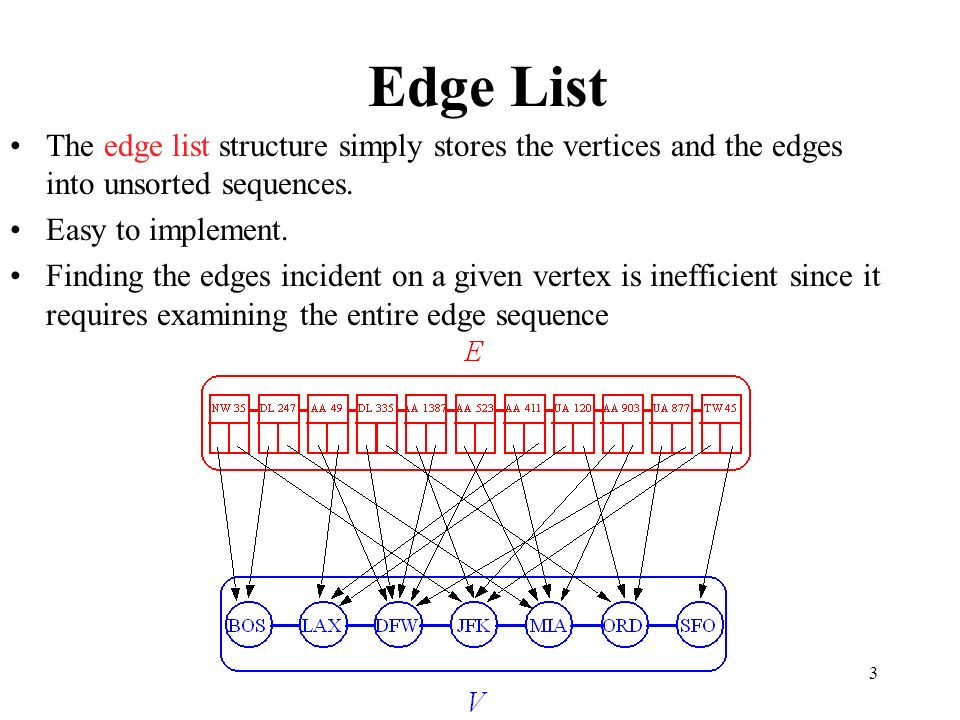 Edge List
• The edge list structure simply stores the vertices and the edges
into unsorted sequences.
• Easy to implement.
• Finding the edges incident on a given vertex is inefficient since it
requires examining the entire edge sequence
E
NW 35 DL 247 AA 49 DL 335 AA 1387 AA 523 AA 411 UA 120 AA 903 UA 877 TW 45
BOS LAX DFW JFK MIA ORD SFO
3
V